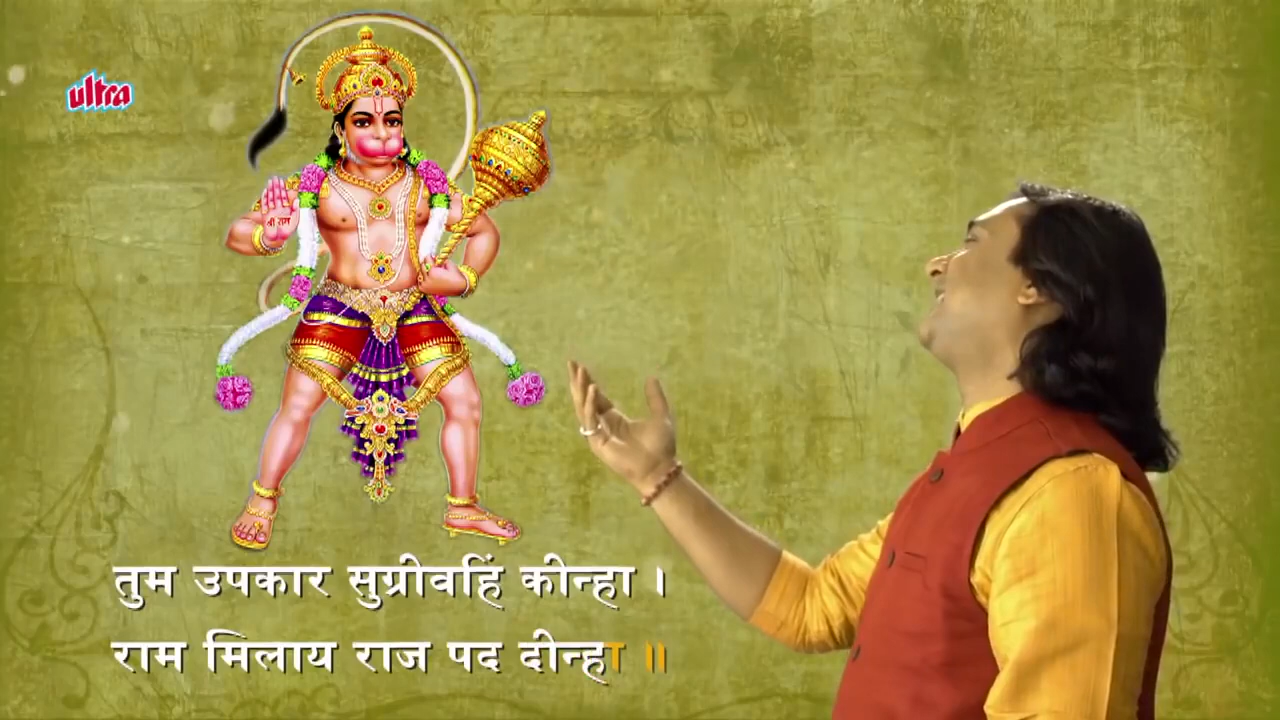 ultra
श्री राम
तुम उपकार सुग्रीवहिं कीन्हा ।
राम मिलाय राज पद दीन्हा ॥